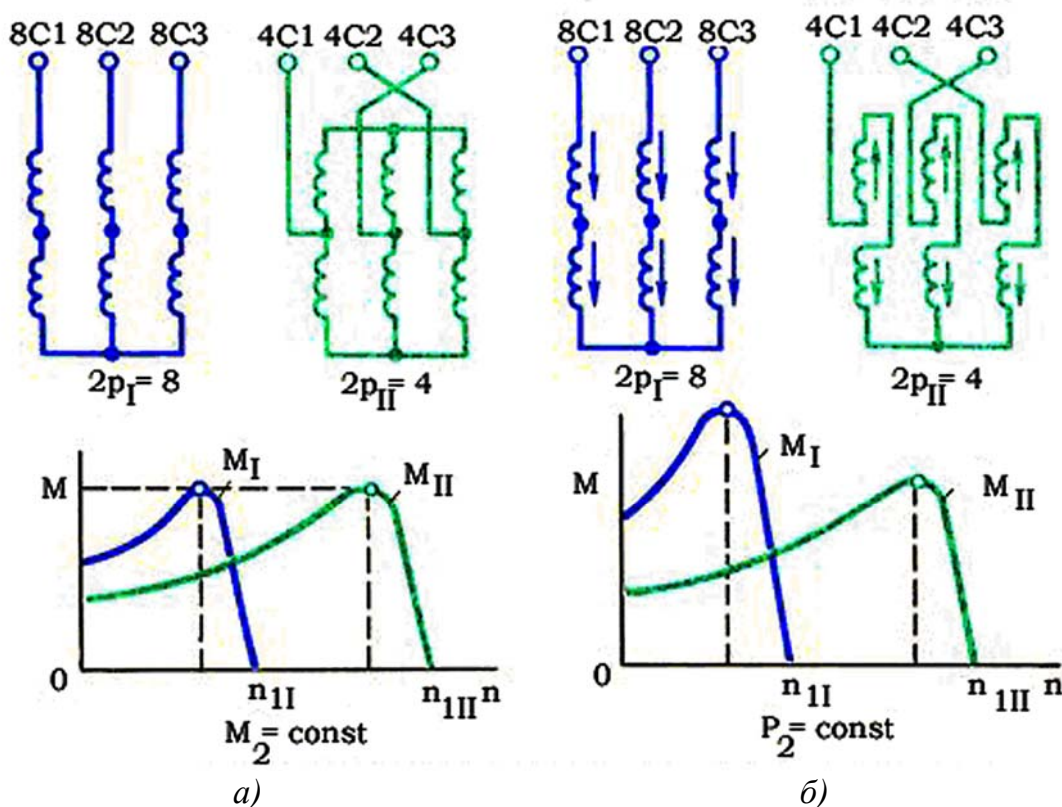 8C1 8C2 8C3 4C1 4C2 4C3
2pI = 8 2pII = 4
M MI MII
0 n1I n1II n
M2 = const
а)
8C1 8C2 8C3 4C1 4C2 4C3
2pI = 8 2pII = 4
M MI MII
0 n1I n1II n
P2 = const
б)